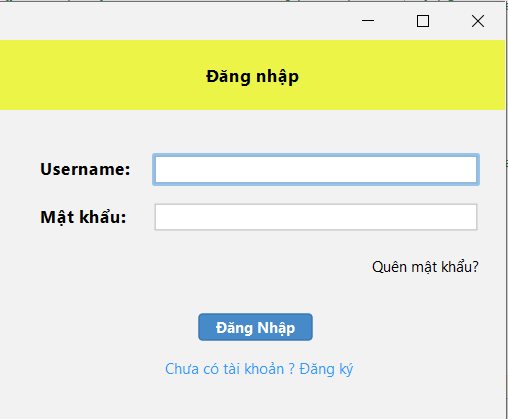 Đăng nhập
Username:
Mật khẩu:
Quên mật khẩu?
Đăng Nhập
Chưa có tài khoản ? Đăng ký